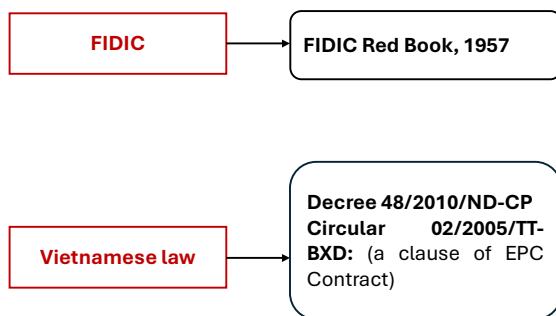 FIDIC
FIDIC Red Book, 1957
Vietnamese law
Decree 48/2010/ND-CP
Circular 02/2005/TT-
BXD: (a clause of EPC
Contract)